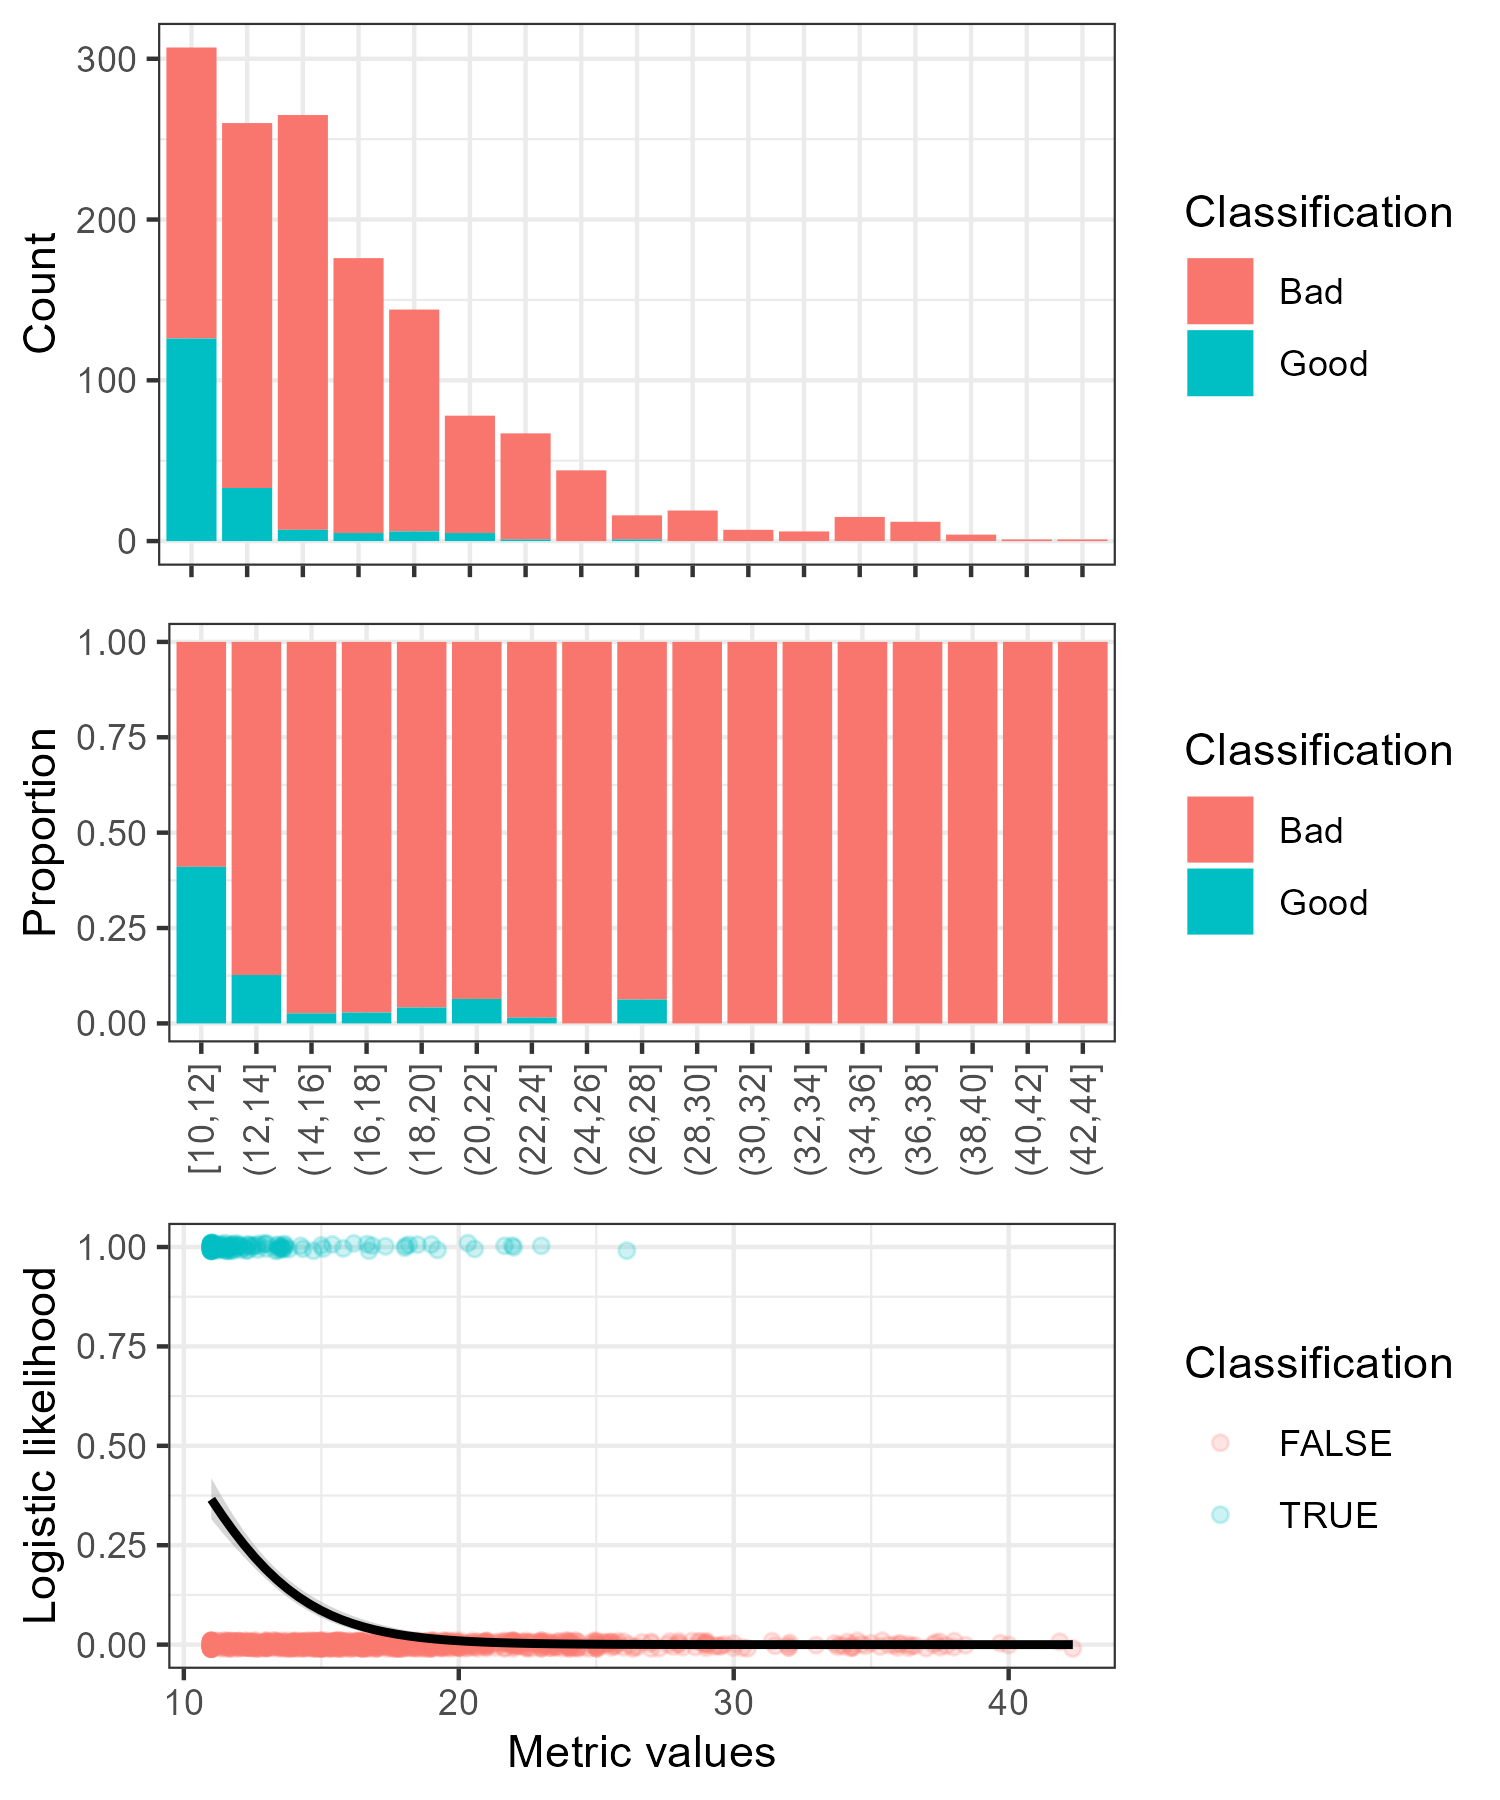 Count
300
200
100
0
Classification
Bad
Good
Proportion
1.00
0.75
0.50
0.25
0.00
Classification
Bad
Good
[10,12]
(12,14]
(14,16]
(16,18]
(18,20]
(20,22]
(22,24]
(24,26]
(26,28]
(28,30]
(30,32]
(32,34]
(34,36]
(36,38]
(38,40]
(40,42]
(42,44]
Logistic likelihood
1.00
0.75
0.50
0.25
0.00
Classification
FALSE
TRUE
10 20 30 40
Metric values